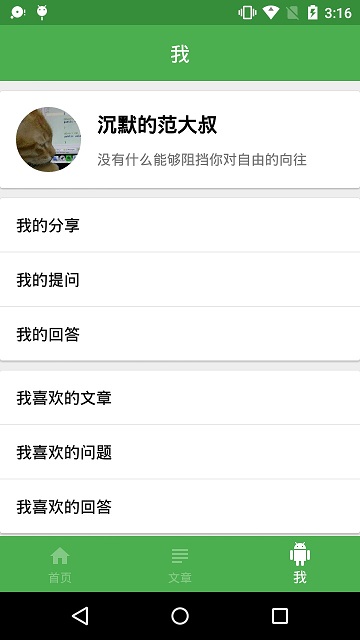 3:16
我
沉默的范大叔
没有什么能够阻挡你对自由的向往
我的分享
我的提问
我的回答
我喜欢的文章
我喜欢的问题
我喜欢的回答
首页
文章
我